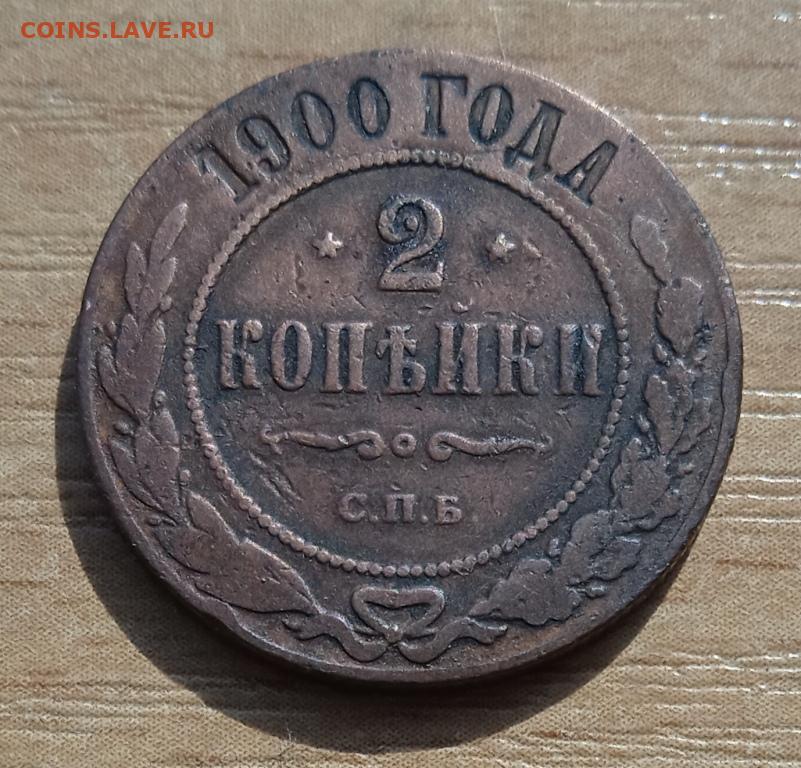 COINS.LAVE.RU
1900 ГОДА
2
КОПѢЙКИ
С.П.Б.